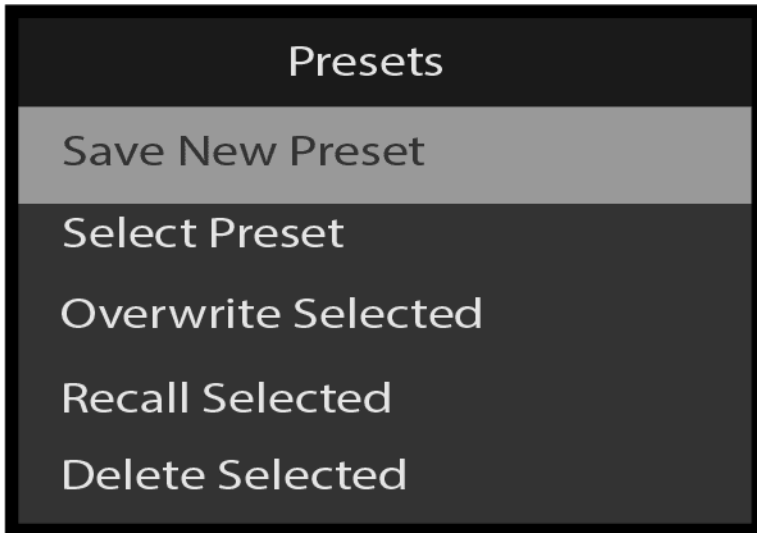 Presets
Save New Preset
Select Preset
Overwrite Selected
Recall Selected
Delete Selected